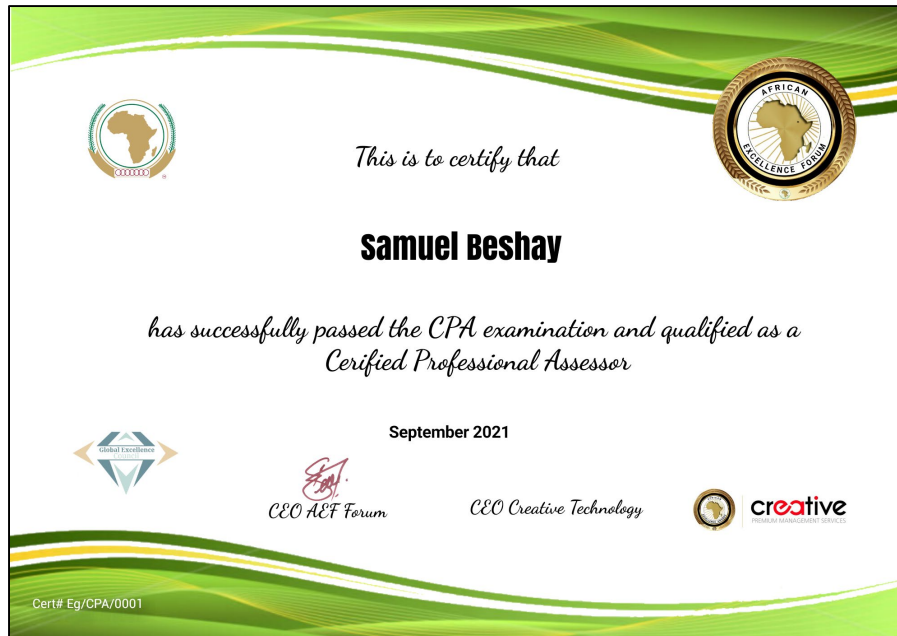 AFRICAN
EXCELLENCE FORUM
This is to certify that
Samuel Beshay
has successfully passed the CPA examination and qualified as a
Cerified Professional Assessor
September 2021
Global Excellence
Council
CEO AEF Forum
CEO Creative Technology
creative
PREMIUM MANAGEMENT SERVICES
Cert# Eg/CPA/0001